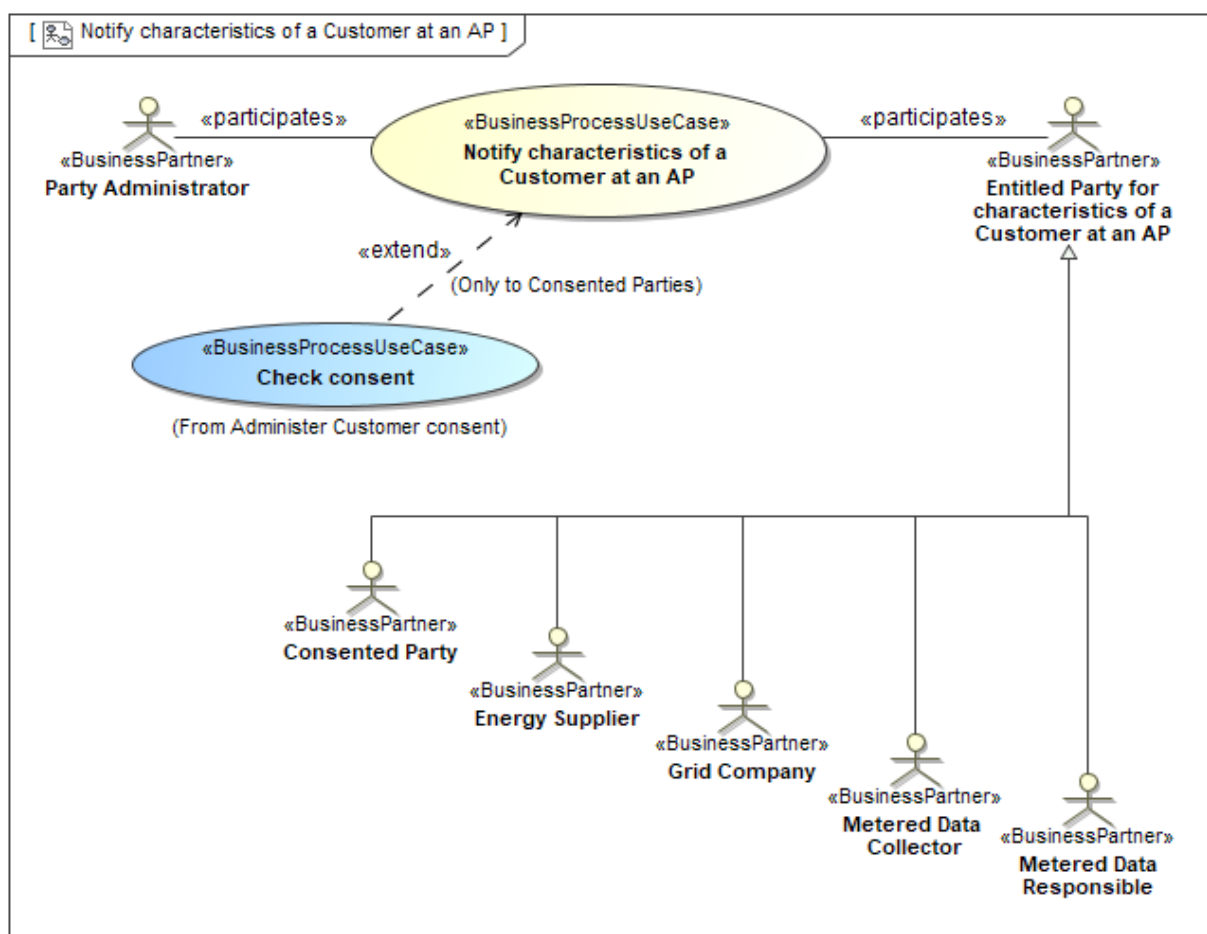 [ Notify characteristics of a Customer at an AP ]
«participates»
«BusinessProcessUseCase»
Notify characteristics of a
Customer at an AP
«participates»
«BusinessPartner»
Party Administrator
«BusinessPartner»
Entitled Party for
characteristics of a
Customer at an AP
«extend»
(Only to Consented Parties)
«BusinessProcessUseCase»
Check consent
(From Administer Customer consent)
«BusinessPartner»
Consented Party
«BusinessPartner»
Energy Supplier
«BusinessPartner»
Grid Company
«BusinessPartner»
Metered Data
Collector
«BusinessPartner»
Metered Data
Responsible